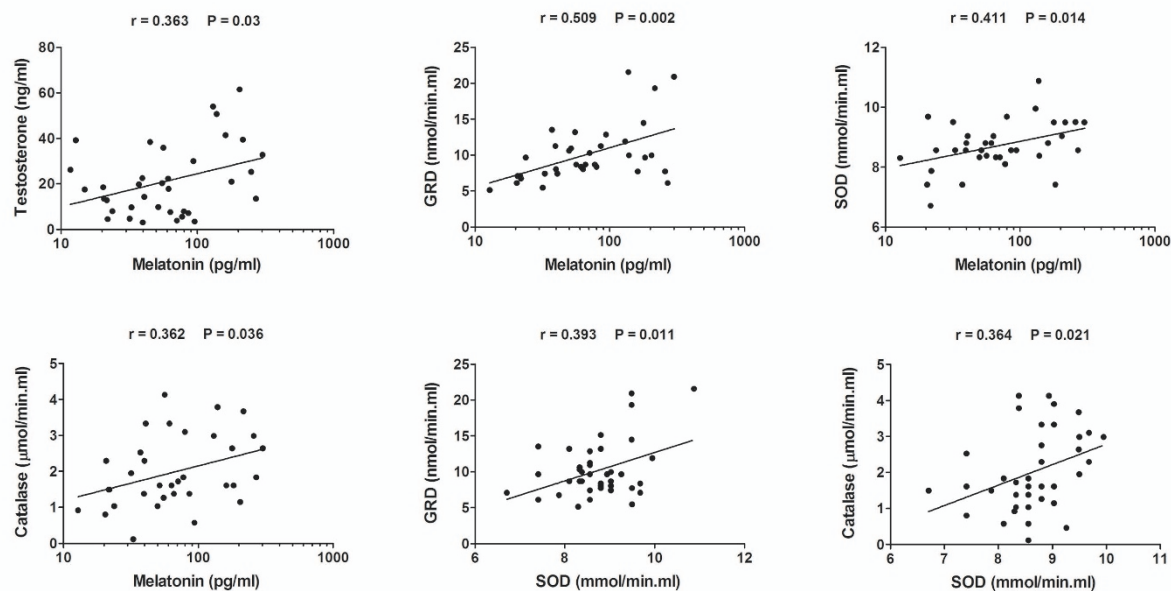 r = 0.363 P = 0.03
Testosterone (ng/ml)
80
60
40
20
0
10 100 1000
Melatonin (pg/ml)
r = 0.509 P = 0.002
GRD (nmol/min.ml)
25
20
15
10
5
0
10 100 1000
Melatonin (pg/ml)
r = 0.411 P = 0.014
SOD (mmol/min.ml)
12
10
8
6
10 100 1000
Melatonin (pg/ml)
r = 0.362 P = 0.036
Catalase (μmol/min.ml)
5
4
3
2
1
0
10 100 1000
Melatonin (pg/ml)
r = 0.393 P = 0.011
GRD (nmol/min.ml)
25
20
15
10
5
0
6 8 10 12
SOD (mmol/min.ml)
r = 0.364 P = 0.021
Catalase (μmol/min.ml)
5
4
3
2
1
0
6 7 8 9 10 11
SOD (mmol/min.ml)